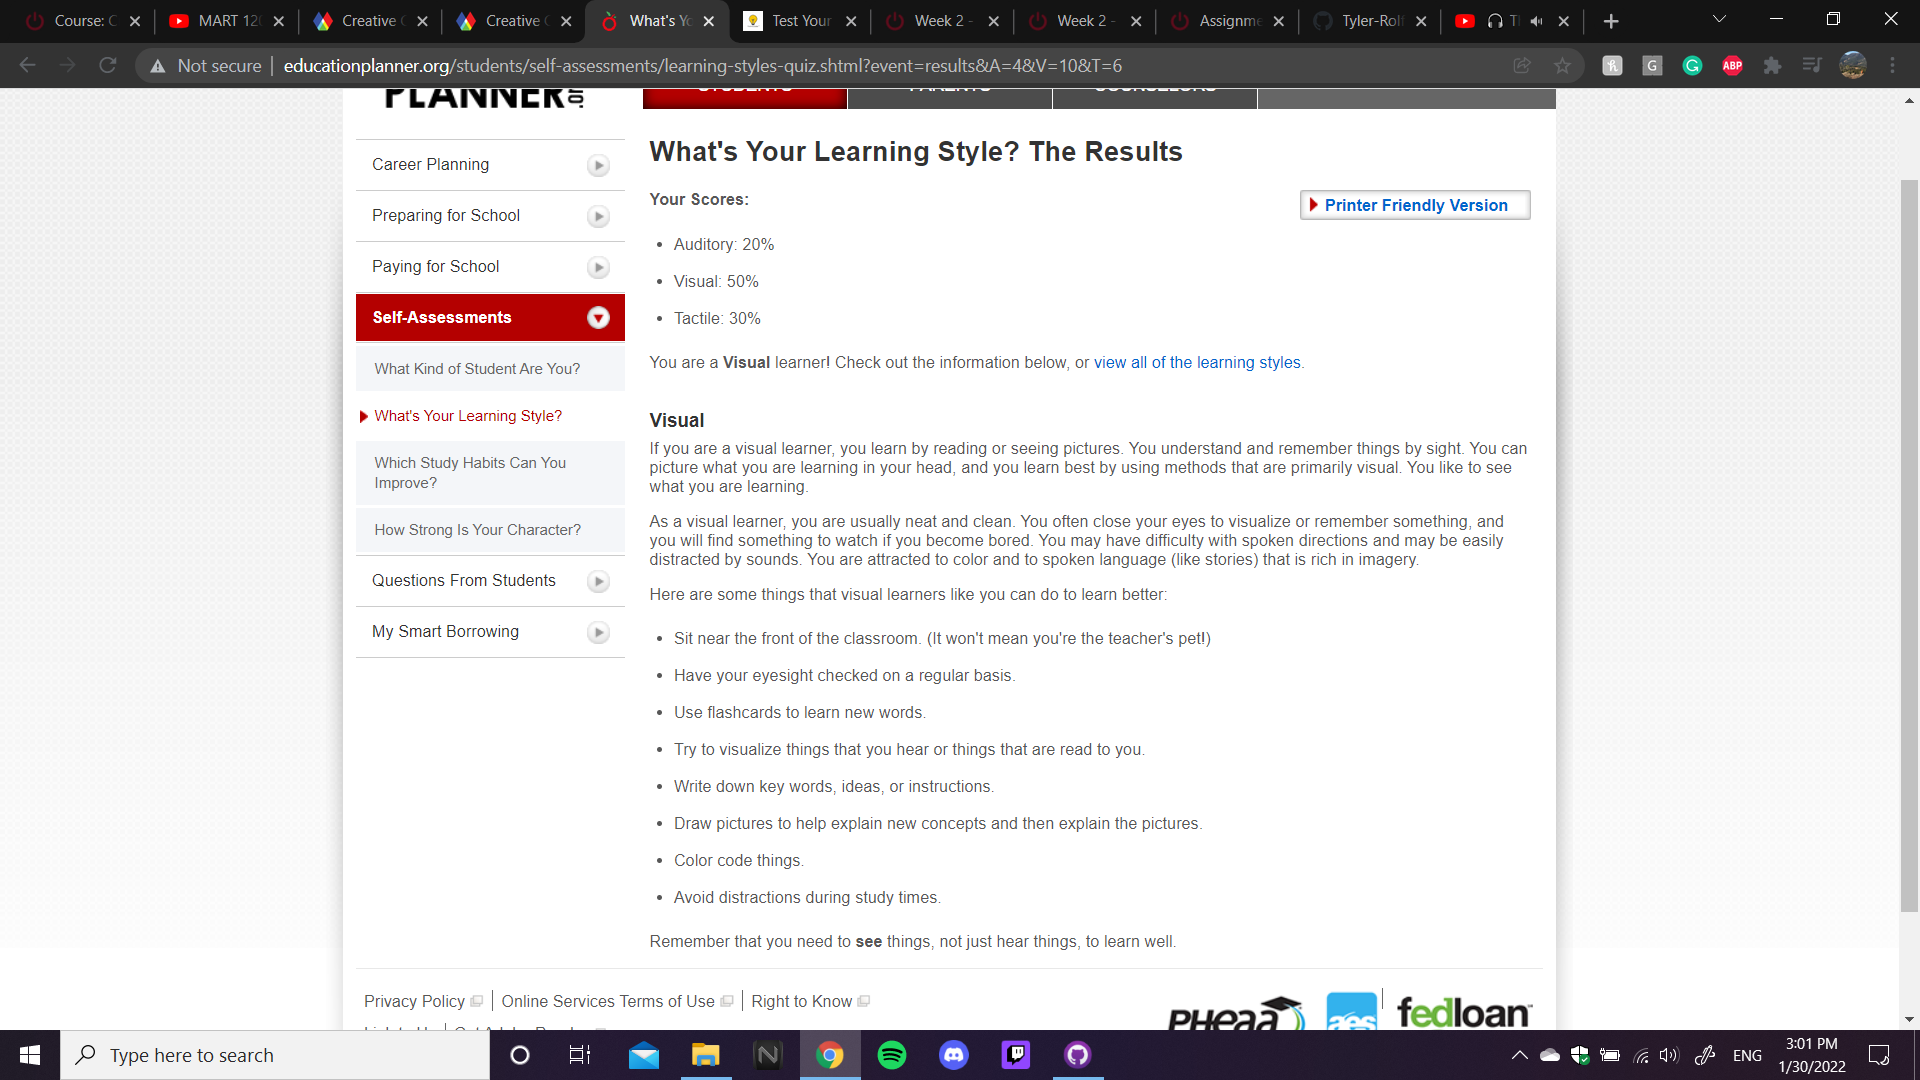 Course: C
MART 120
Creative C
Creative C
What's Yo
Test Your
Week 2 -
Week 2 -
Assignme
Tyler-Rolf
Not secure
educationplanner.org/students/self-assessments/learning-styles-quiz.shtml?event=results&A=4&V=10&T=6
ABP
PLANNER
STUDENTS
PARENTS
COUNSELORS
Career Planning
Preparing for School
Paying for School
Self-Assessments
What Kind of Student Are You?
What's Your Learning Style?
Which Study Habits Can You
Improve?
How Strong Is Your Character?
Questions From Students
My Smart Borrowing
What's Your Learning Style? The Results
Your Scores:
Printer Friendly Version
• Auditory: 20%
• Visual: 50%
• Tactile: 30%
You are a Visual learner! Check out the information below, or view all of the learning styles.
Visual
If you are a visual learner, you learn by reading or seeing pictures. You understand and remember things by sight. You can
picture what you are learning in your head, and you learn best by using methods that are primarily visual. You like to see
what you are learning.
As a visual learner, you are usually neat and clean. You often close your eyes to visualize or remember something, and
you will find something to watch if you become bored. You may have difficulty with spoken directions and may be easily
distracted by sounds. You are attracted to color and to spoken language (like stories) that is rich in imagery.
Here are some things that visual learners like you can do to learn better:
• Sit near the front of the classroom. (It won't mean you're the teacher's pet!)
• Have your eyesight checked on a regular basis.
• Use flashcards to learn new words.
• Try to visualize things that you hear or things that are read to you.
• Write down key words, ideas, or instructions.
• Draw pictures to help explain new concepts and then explain the pictures.
• Color code things.
• Avoid distractions during study times.
Remember that you need to see things, not just hear things, to learn well.
Privacy Policy
Online Services Terms of Use
Right to Know
PHEAA
aes
fedloan
Type here to search
ENG
3:01 PM
1/30/2022